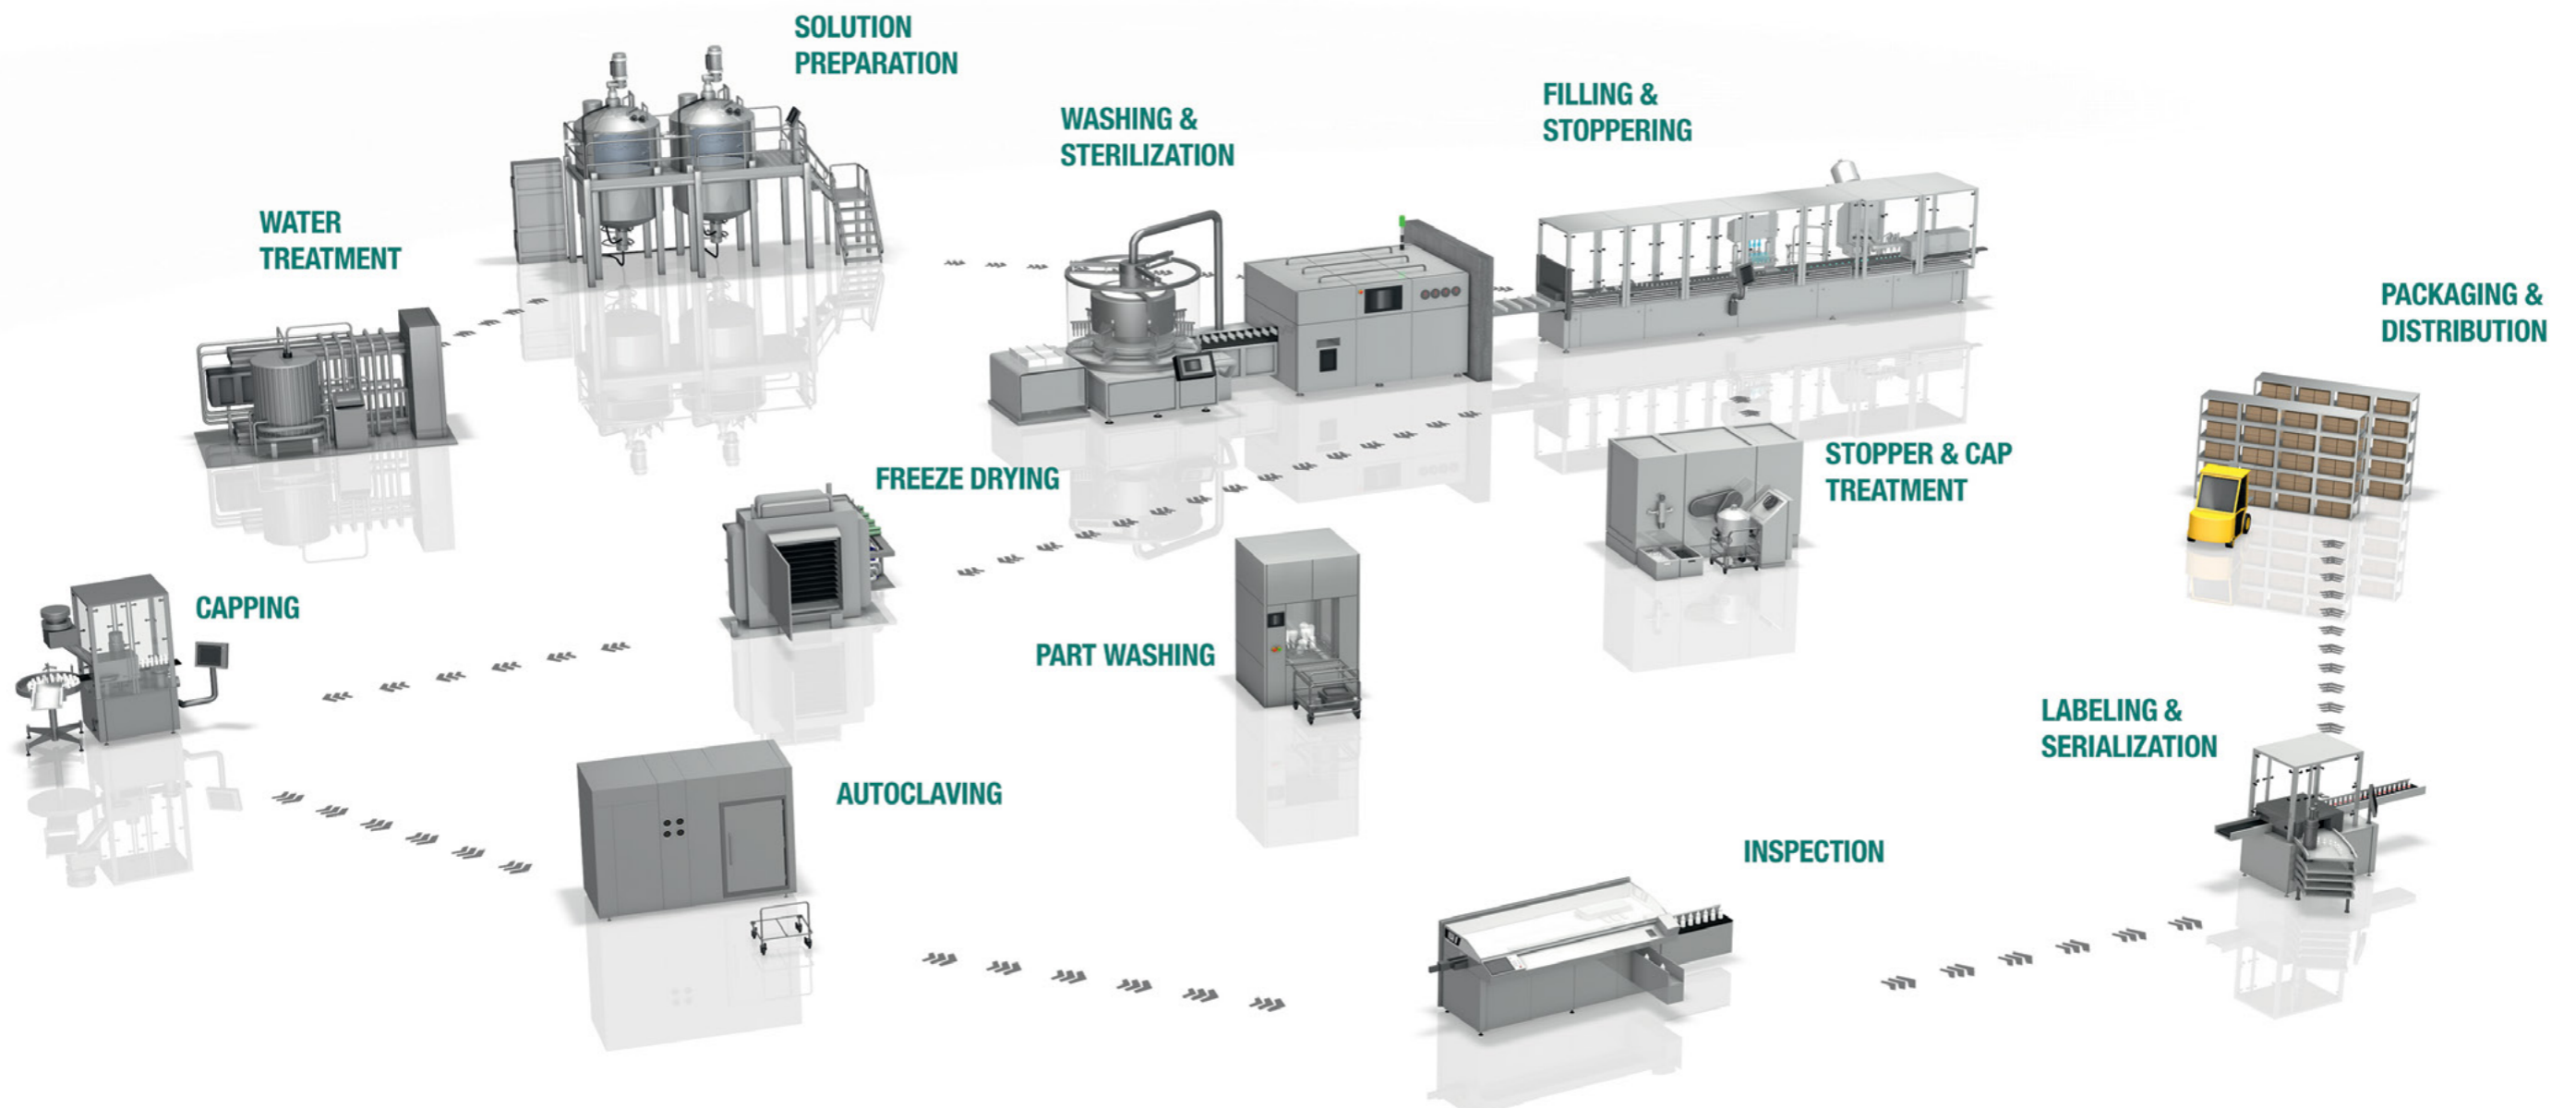 SOLUTION
PREPARATION
WASHING &
STERILIZATION
FILLING &
STOPPERING
WATER
TREATMENT
PACKAGING &
DISTRIBUTION
FREEZE DRYING
STOPPER & CAP
TREATMENT
CAPPING
PART WASHING
LABELING &
SERIALIZATION
AUTOCLAVING
INSPECTION